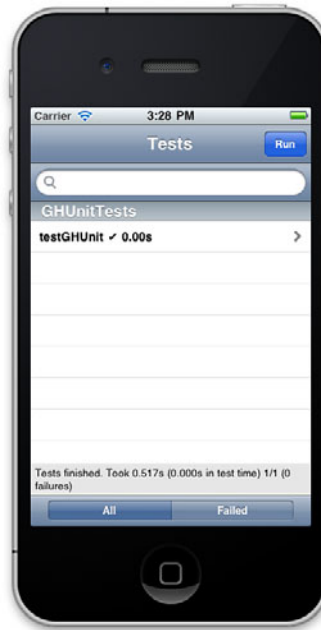 Carrier 3:28 PM
Tests Run
GHUnitTests
testGHUnit ✔ 0.00s
Tests finished. Took 0.517s (0.000s in test time) 1/1 (0
failures)
All Failed